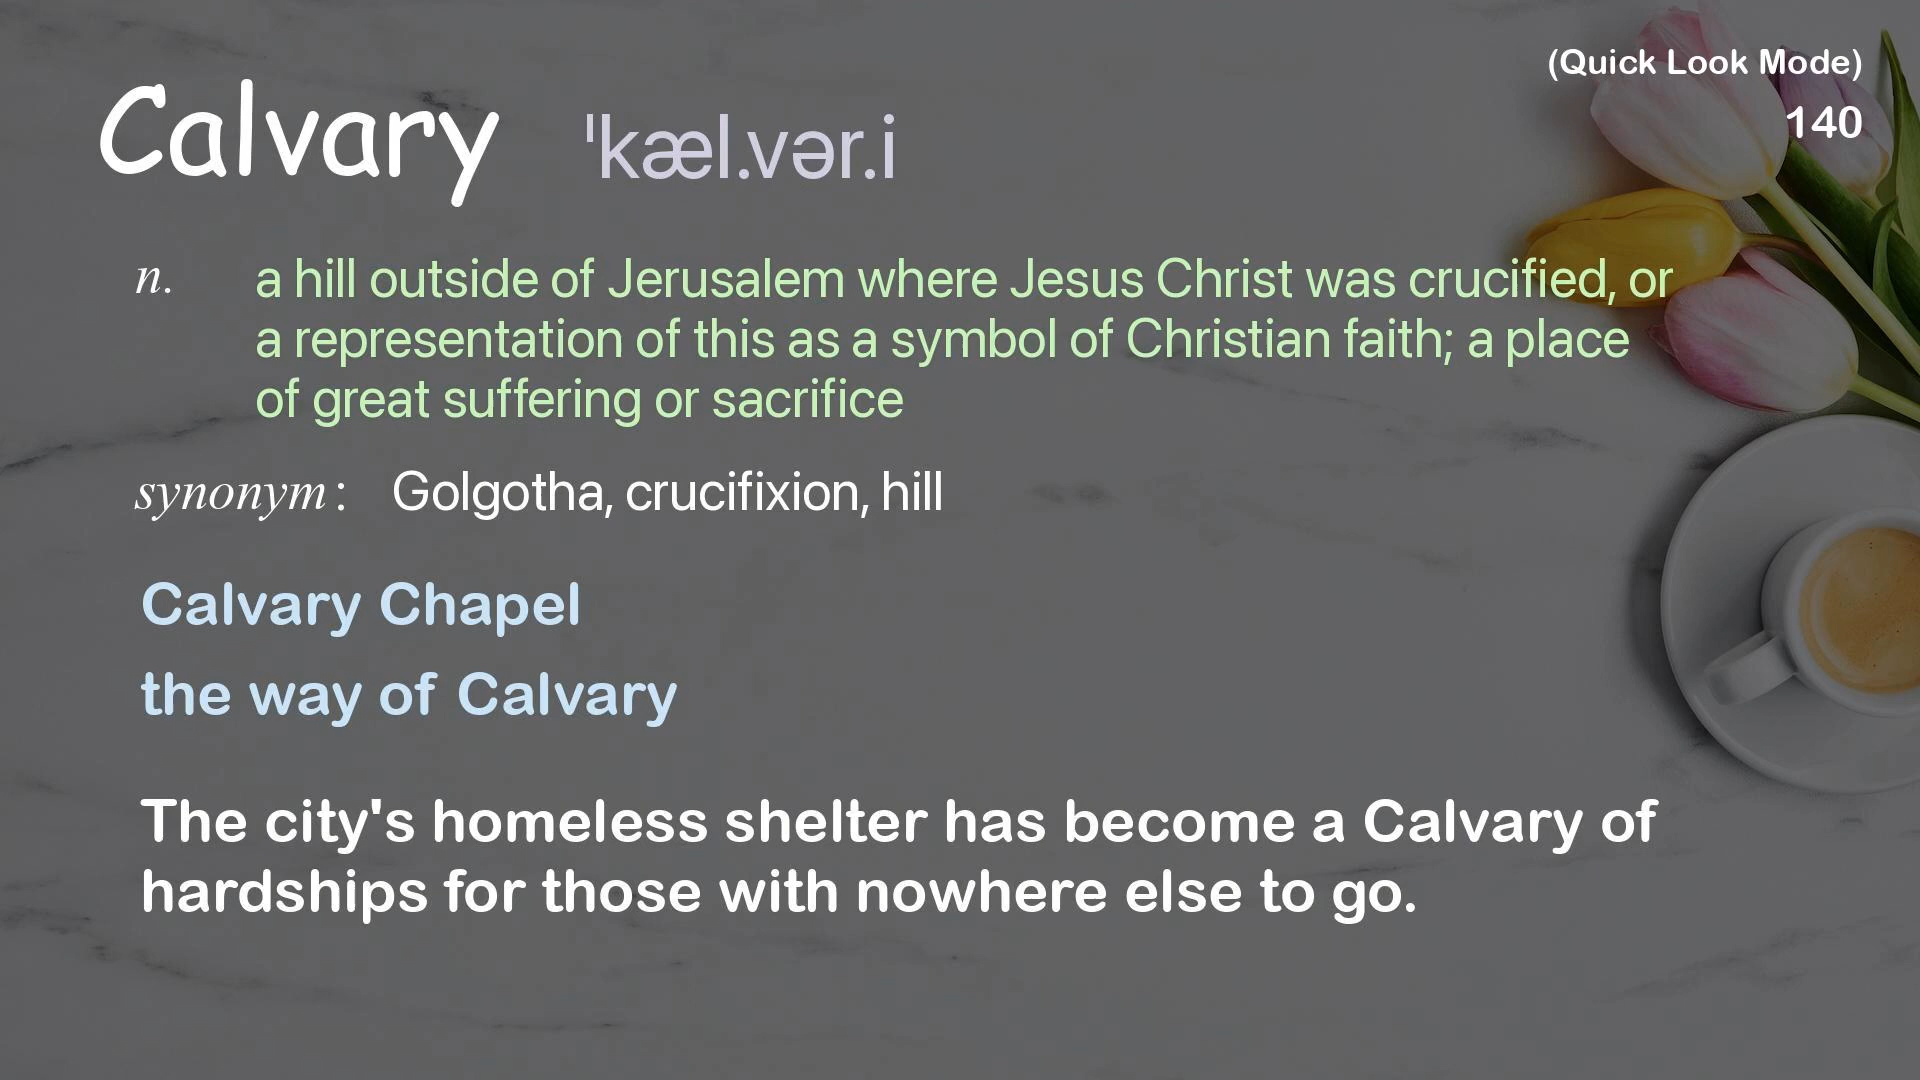 (Quick Look Mode)
140
Calvary ˈkæl.vər.i
n. a hill outside of Jerusalem where Jesus Christ was crucified, or
a representation of this as a symbol of Christian faith; a place
of great suffering or sacrifice
synonym : Golgotha, crucifixion, hill
Calvary Chapel
the way of Calvary
The city's homeless shelter has become a Calvary of
hardships for those with nowhere else to go.